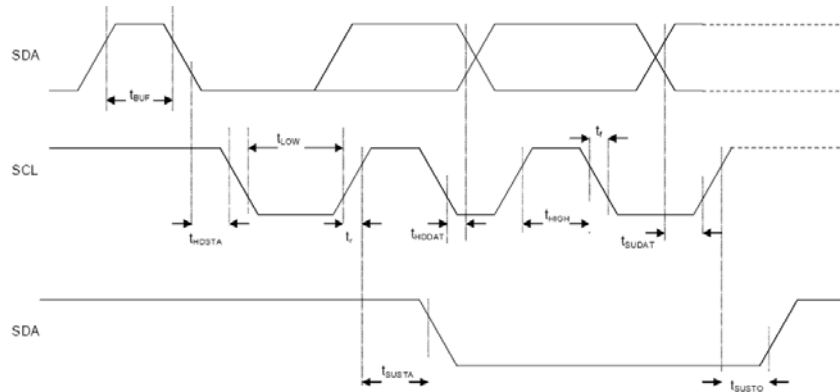 SDA
tBUF
tLOW
tf
SCL
tHDSTA
tr
tHDDAT
tHIGH
tSUDAT
SDA
tSUSTA
tSUSTO